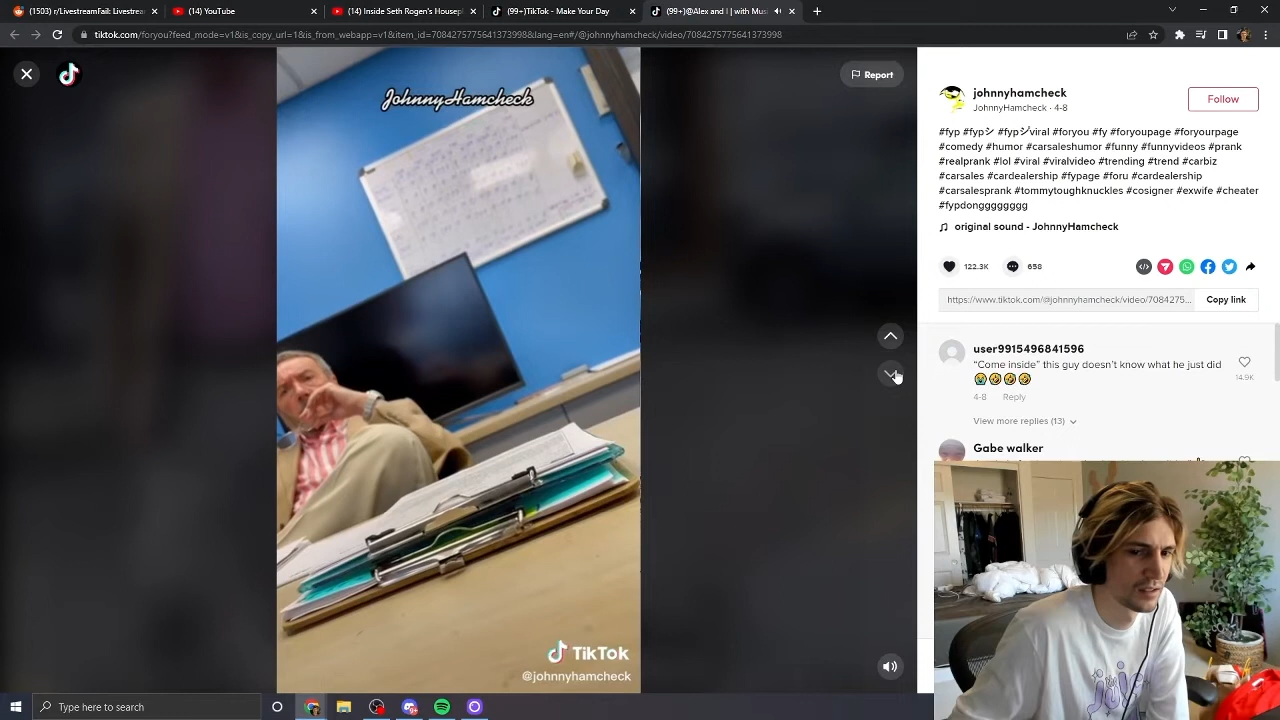 (1503) r/LivestreamFail: Livestrea
(14) YouTube
(14) Inside Seth Rogen's Housepl
(99+) TikTok - Make Your Day
(99+) @Alex and I | with Mus
tiktok.com/foryou?feed_mode=v1&is_copy_url=1&is_from_webapp=v1&item_id=7084275775641373998&lang=en#/@johnnyhamcheck/video/7084275775641373998
JohnnyHamcheck
Report
johnnyhamcheck
JohnnyHamcheck · 4-8
Follow
#fyp #fypシ #fypシviral #foryou #fy #foryoupage #foryourpage
#comedy #humor #carsaleshumor #funny #funnyvideos #prank
#realprank #lol #viral #viralvideo #trending #trend #carbiz
#carsales #cardealership #fypage #foru #cardealership
#carsalesprank #tommytoughknuckles #cosigner #exwife #cheater
#fypdongggggggg
original sound - JohnnyHamcheck
122.3K
658
https://www.tiktok.com/@johnnyhamcheck/video/7084275...
Copy link
user9915496841596
“Come inside” this guy doesn’t know what he just did
😭🤣🤣🤣
14.9K
4-8 Reply
View more replies (13)
Gabe walker
TikTok
@johnnyhamcheck
Type here to search